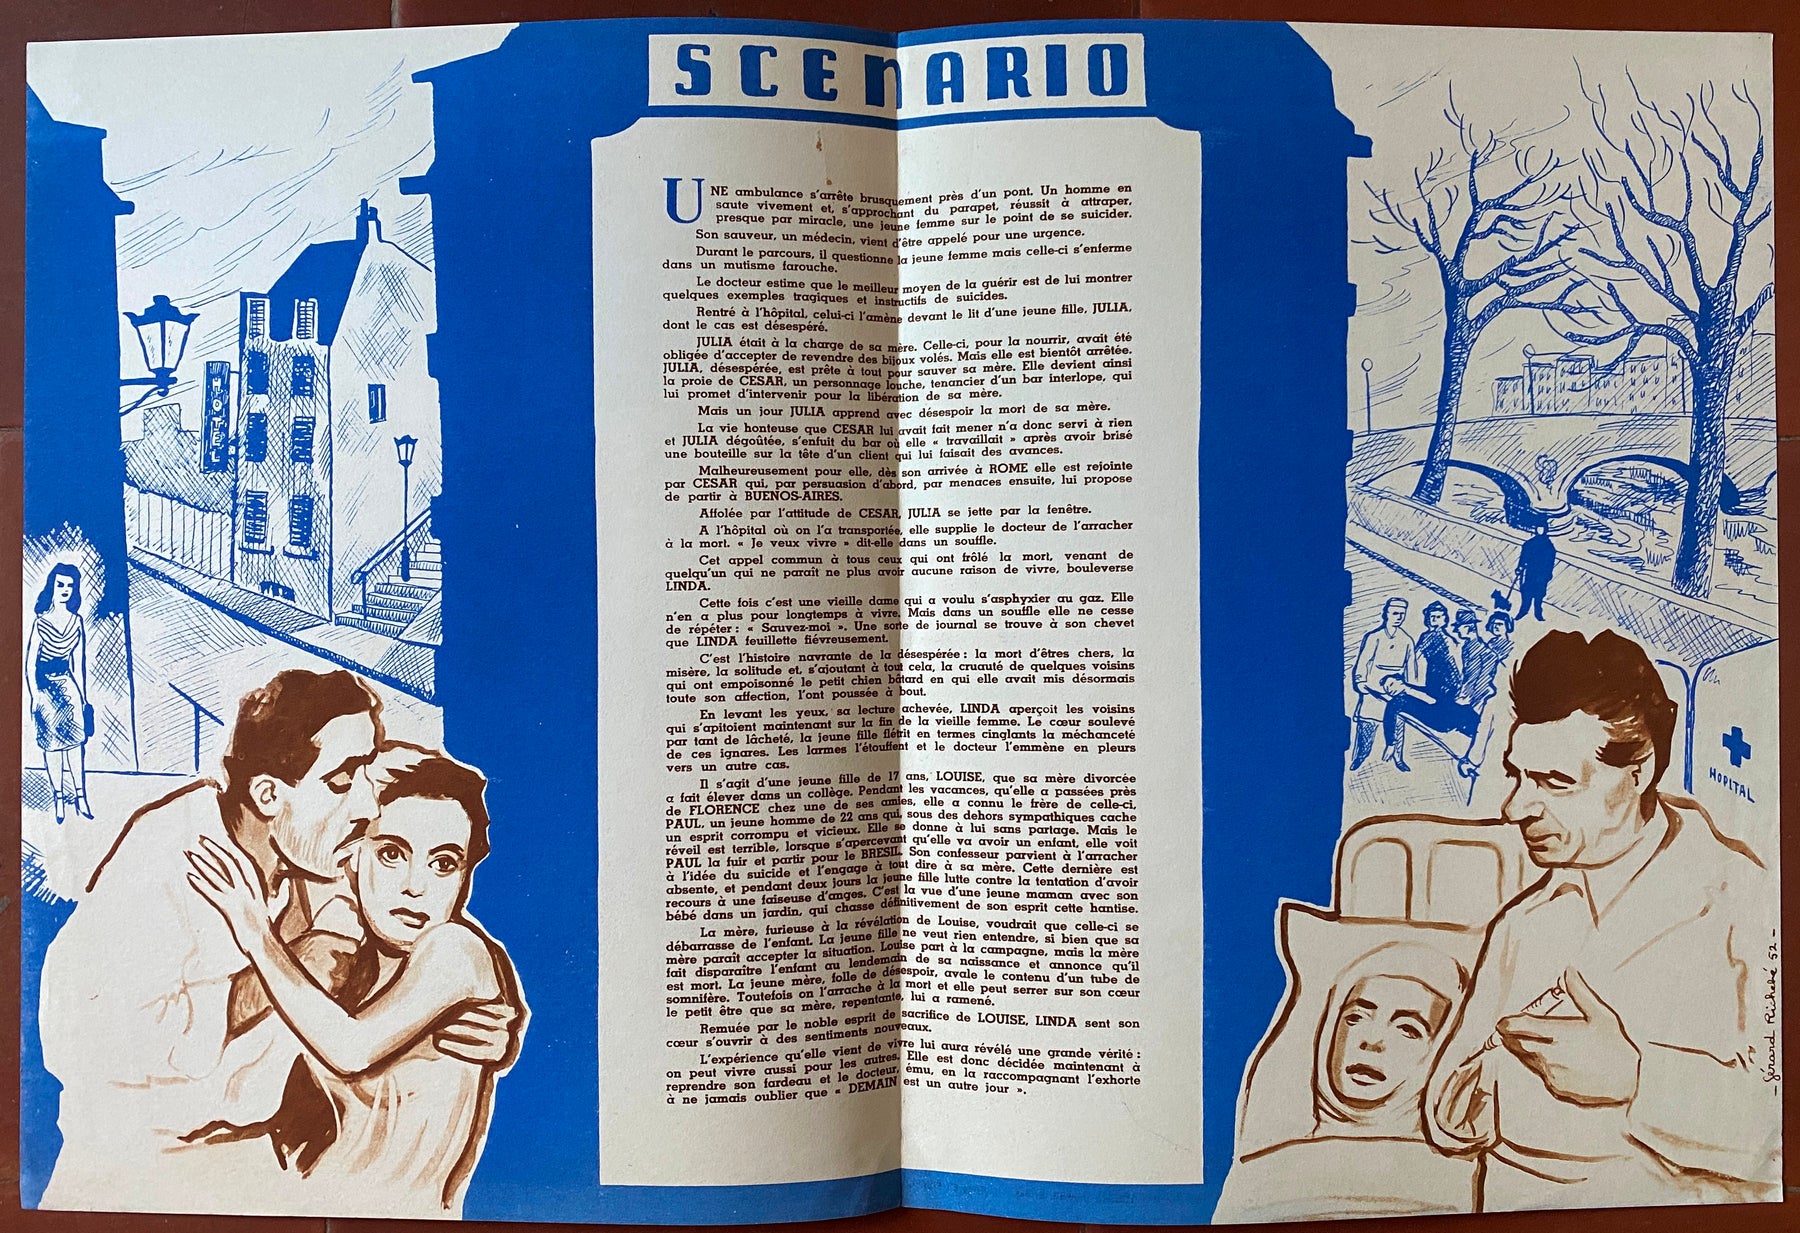 SCENARIO
UNE ambulance s'arrête brusquement près d'un pont. Un homme en
saute vivement et, s'approchant du parapet, réussit à attraper,
presque par miracle, une jeune femme sur le point de se suicider.
Son sauveur, un médecin, vient d'être appelé pour une urgence.
Durant le parcours, il questionne la jeune femme mais celle-ci s'enferme
dans un mutisme farouche.
Le docteur estime que le meilleur moyen de la guérir est de lui montrer
quelques exemples tragiques et instructifs de suicides.
Rentré à l'hôpital, celui-ci l'amène devant le lit d'une jeune fille, JULIA,
dont le cas est désespéré.
JULIA était à la charge de sa mère. Celle-ci, pour la nourrir, avait été
obligée d'accepter de revendre des bijoux volés. Mais elle est bientôt arrêtée.
JULIA, désespérée, est prête à tout pour sauver sa mère. Elle devient ainsi
la proie de CESAR, un personnage louche, tenancier d'un bar interlope, qui
lui promet d'intervenir pour la libération de sa mère.
Mais un jour JULIA apprend avec désespoir la mort de sa mère.
La vie honteuse que CESAR lui avait fait mener n'a donc servi à rien
et JULIA dégoûtée, s'enfuit du bar où elle « travaillait » après avoir brisé
une bouteille sur la tête d'un client qui lui faisait des avances.
Malheureusement pour elle, dès son arrivée à ROME elle est rejointe
par CESAR qui, par persuasion d'abord, par menaces ensuite, lui propose
de partir à BUENOS-AIRES.
Affolée par l'attitude de CESAR, JULIA se jette par la fenêtre.
A l'hôpital où on l'a transportée, elle supplie le docteur de l'arracher
à la mort. « Je veux vivre » dit-elle dans un souffle.
Cet appel commun à tous ceux qui ont frôlé la mort, venant de
quelqu'un qui ne paraît ne plus avoir aucune raison de vivre, bouleverse
LINDA.
Cette fois c'est une vieille dame qui a voulu s'asphyxier au gaz. Elle
n'en a plus pour longtemps à vivre. Mais dans un souffle elle ne cesse
de répéter : « Sauvez-moi ». Une sorte de journal se trouve à son chevet
que LINDA feuillette fiévreusement.
C'est l'histoire navrante de la désespérée : la mort d'êtres chers, la
misère, la solitude et, s'ajoutant à tout cela, la cruauté de quelques voisins
qui ont empoisonné le petit chien bâtard en qui elle avait mis désormais
toute son affection, l'ont poussée à bout.
En levant les yeux, sa lecture achevée, LINDA aperçoit les voisins
qui s'apitoient maintenant sur la fin de la vieille femme. Le cœur soulevé
par tant de lâcheté, la jeune fille flétrit en termes cinglants la méchanceté
de ces ignares. Les larmes l'étouffent et le docteur l'emmène en pleurs
vers un autre cas.
Il s'agit d'une jeune fille de 17 ans, LOUISE, que sa mère divorcée
a fait élever dans un collège. Pendant les vacances, qu'elle a passées près
de FLORENCE chez une de ses amies, elle a connu le frère de celle-ci,
PAUL, un jeune homme de 22 ans qui, sous des dehors sympathiques cache
un esprit corrompu et vicieux. Elle se donne à lui sans partage. Mais le
réveil est terrible, lorsque s'apercevant qu'elle va avoir un enfant, elle voit
PAUL la fuir et partir pour le BRESIL. Son confesseur parvient à l'arracher
à l'idée du suicide et l'engage à tout dire à sa mère. Cette dernière est
absente, et pendant deux jours la jeune fille lutte contre la tentation d'avoir
recours à une faiseuse d'anges. C'est la vue d'une jeune maman avec son
bébé dans un jardin, qui chasse définitivement de son esprit cette hantise.
La mère, furieuse à la révélation de Louise, voudrait que celle-ci se
débarrasse de l'enfant. La jeune fille ne veut rien entendre, si bien que sa
mère paraît accepter la situation. Louise part à la campagne, mais la mère
fait disparaître l'enfant au lendemain de sa naissance et annonce qu'il
est mort. La jeune mère, folle de désespoir, avale le contenu d'un tube de
somnifère. Toutefois on l'arrache à la mort et elle peut serrer sur son cœur
le petit être que sa mère, repentante, lui a ramené.
Remuée par le noble esprit de sacrifice de LOUISE, LINDA sent son
cœur s'ouvrir à des sentiments nouveaux.
L'expérience qu'elle vient de vivre lui aura révélé une grande vérité :
on peut vivre aussi pour les autres. Elle est donc décidée maintenant à
reprendre son fardeau et le docteur, ému, en la raccompagnant l'exhorte
à ne jamais oublier que « DEMAIN est un autre jour ».
HOTEL
HOPITAL
- Gérard Richebé 52 -